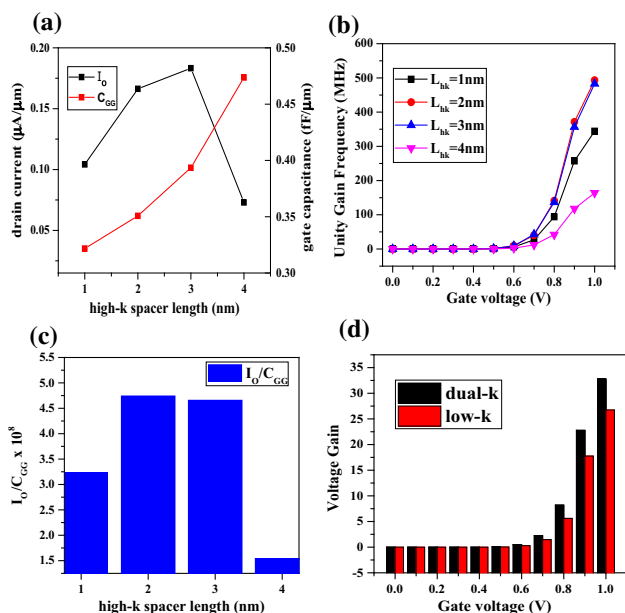 (a)
0.20
0.15
0.10
0.05
drain current (μA/μm)
I_O
C_GG
0.50
0.45
0.40
0.35
0.30
gate capacitance (fF/μm)
1 2 3 4
high-k spacer length (nm)
(b)
600
550
500
450
400
350
300
250
200
150
100
50
0
Unity Gain Frequency (MHz)
L_hk=1nm
L_hk=2nm
L_hk=3nm
L_hk=4nm
0.0 0.2 0.4 0.6 0.8 1.0
Gate voltage (V)
(c)
5.5
5.0
4.5
4.0
3.5
3.0
2.5
2.0
1.5
I_O/C_GG x 10^8
I_O/C_GG
1 2 3 4
high-k spacer length (nm)
(d)
35
30
25
20
15
10
5
0
-5
Voltage Gain
dual-k
low-k
0.0 0.2 0.4 0.6 0.8 1.0
Gate voltage (V)